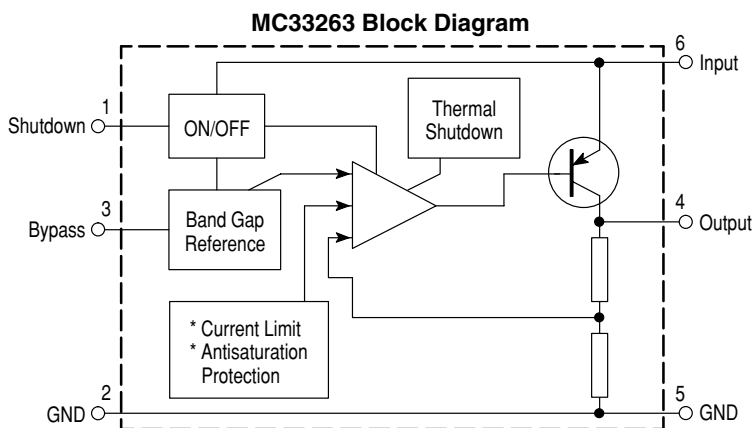 MC33263 Block Diagram
6
Input
1
Shutdown
ON/OFF
Thermal
Shutdown
3
Bypass
Band Gap
Reference
4
Output
* Current Limit
* Antisaturation
Protection
2
GND
5
GND